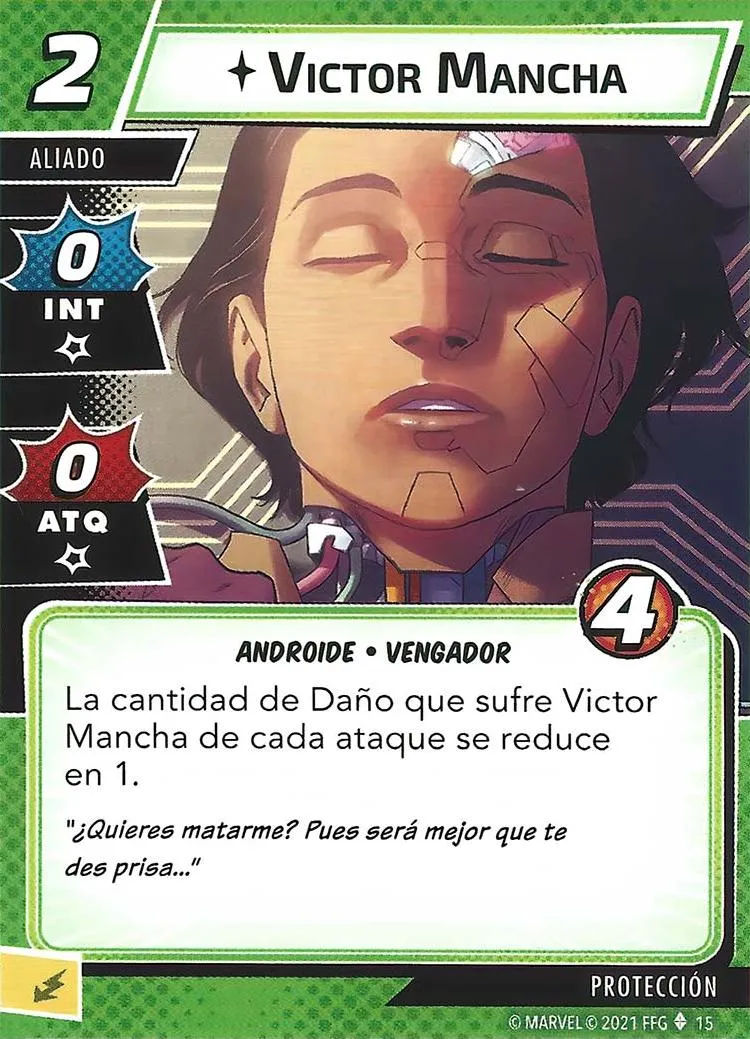 2
VICTOR MANCHA
ALIADO
0
INT
0
ATQ
4
ANDROIDE • VENGADOR
La cantidad de Daño que sufre Victor
Mancha de cada ataque se reduce
en 1.
"¿Quieres matarme? Pues será mejor que te
des prisa..."
PROTECCIÓN
© MARVEL © 2021 FFG 15